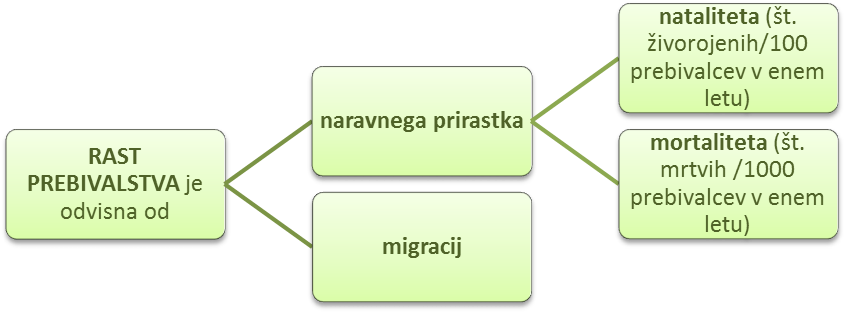 RAST
PREBIVALSTVA je
odvisna od
naravnega prirastka
migracij
nataliteta (št.
živorojenih/100
prebivalcev v enem
letu)
mortaliteta (št.
mrtvih /1000
prebivalcev v enem
letu)